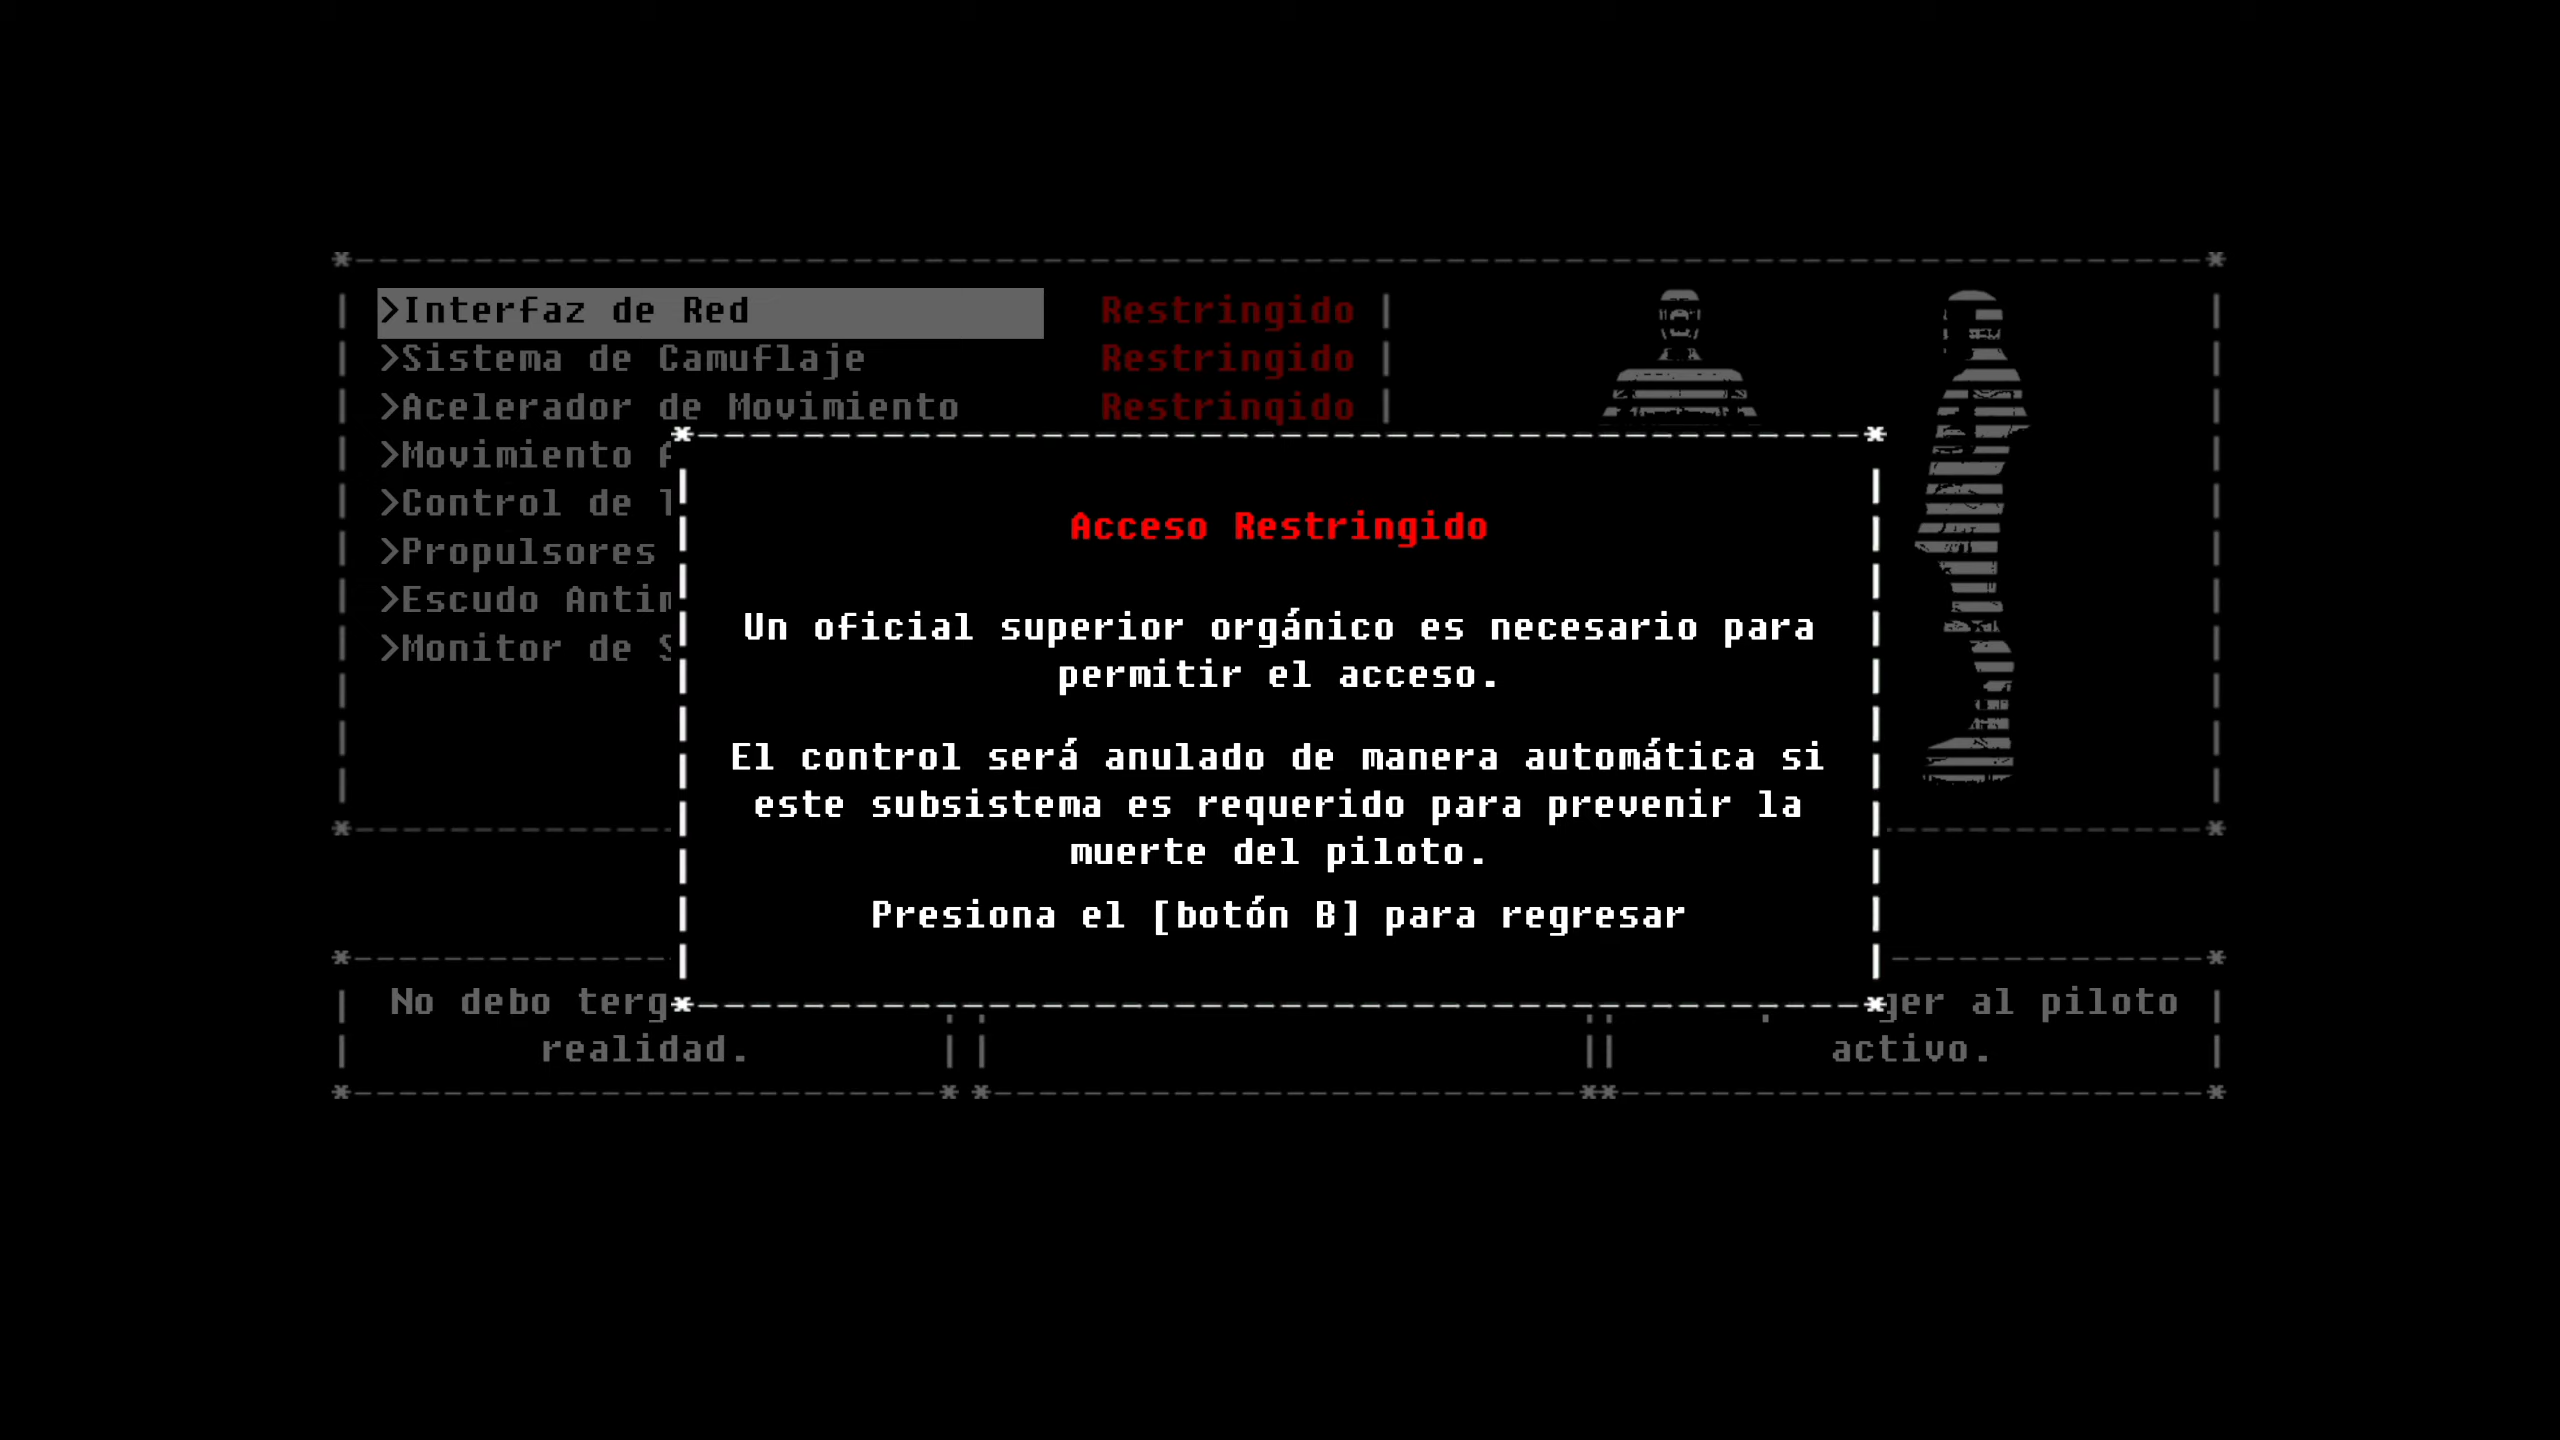 >Interfaz de Red Restringido
>Sistema de Camuflaje Restringido
>Acelerador de Movimiento Restringido
>Movimiento
>Control de
>Propulsores
>Escudo
>Monitor de
Acceso Restringido
Un oficial superior orgánico es necesario para
permitir el acceso.
El control será anulado de manera automática si
este subsistema es requerido para prevenir la
muerte del piloto.
Presiona el [botón B] para regresar
No debo
realidad.
al piloto
activo.